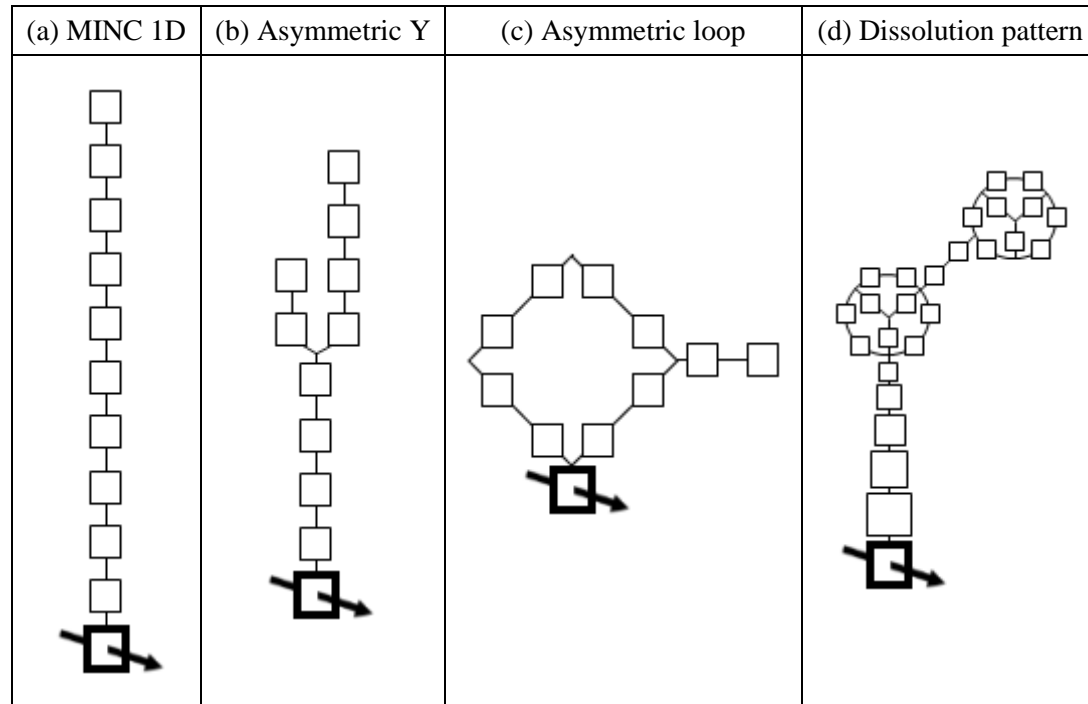 (a) MINC 1D
(b) Asymmetric Y
(c) Asymmetric loop
(d) Dissolution pattern